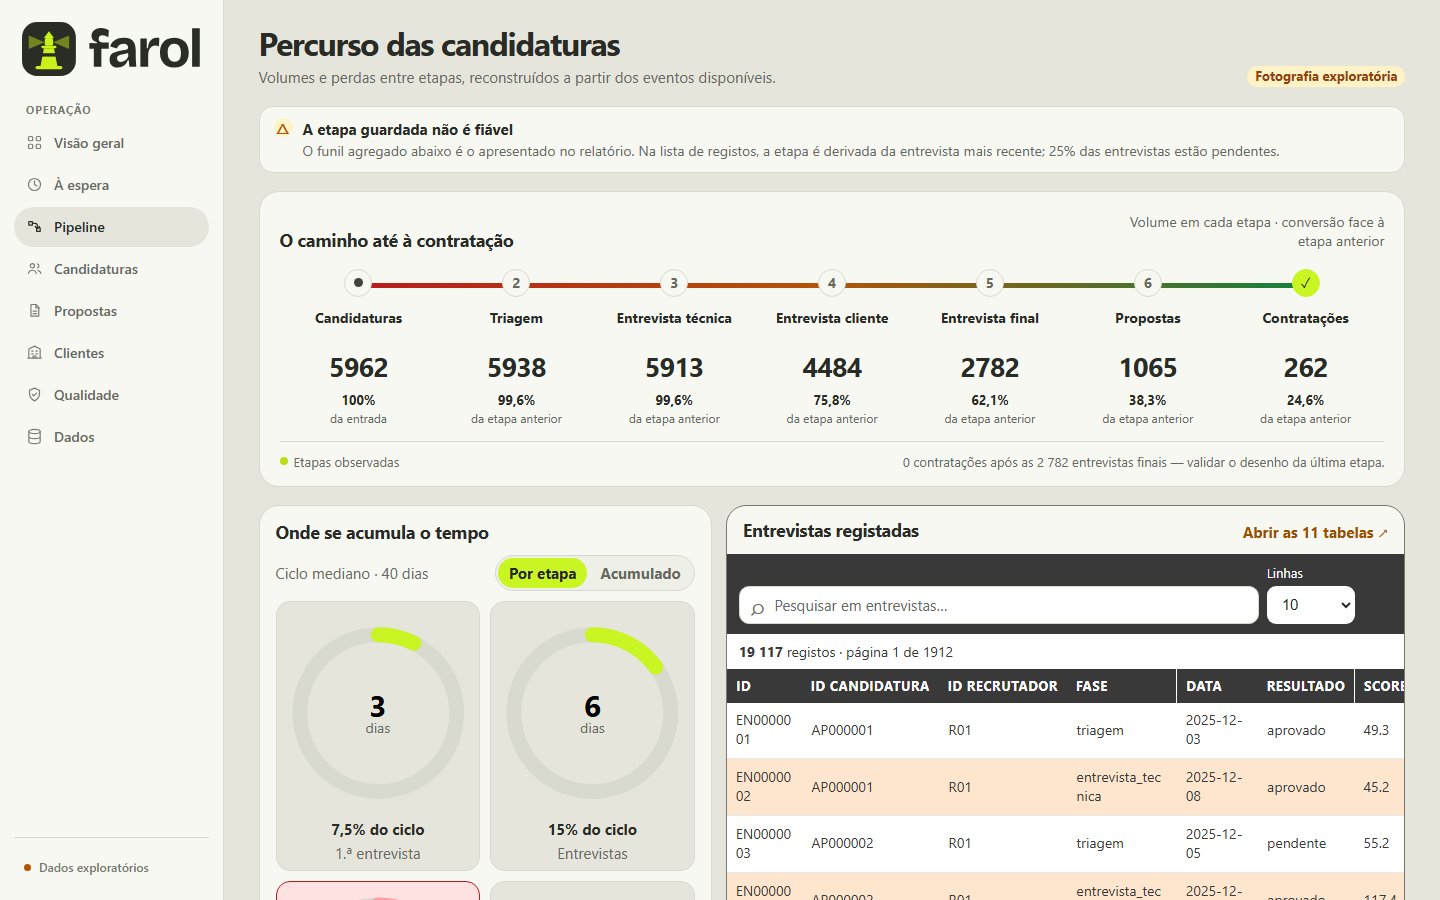 farol
OPERAÇÃO
Visão geral
À espera
Pipeline
Candidaturas
Propostas
Clientes
Qualidade
Dados
Dados exploratórios
Percurso das candidaturas
Volumes e perdas entre etapas, reconstruídos a partir dos eventos disponíveis.
Fotografia exploratória
A etapa guardada não é fiável
O funil agregado abaixo é o apresentado no relatório. Na lista de registos, a etapa é derivada da entrevista mais recente; 25% das entrevistas estão pendentes.
O caminho até à contratação
Volume em cada etapa · conversão face à
etapa anterior
2 3 4 5 6 ✓
Candidaturas Triagem Entrevista técnica Entrevista cliente Entrevista final Propostas Contratações
5962 5938 5913 4484 2782 1065 262
100% 99,6% 99,6% 75,8% 62,1% 38,3% 24,6%
da entrada da etapa anterior da etapa anterior da etapa anterior da etapa anterior da etapa anterior da etapa anterior
Etapas observadas
0 contratações após as 2 782 entrevistas finais — validar o desenho da última etapa.
Onde se acumula o tempo
Ciclo mediano · 40 dias
Por etapa Acumulado
3
dias
7,5% do ciclo
1.ª entrevista
6
dias
15% do ciclo
Entrevistas
Entrevistas registadas
Abrir as 11 tabelas ↗
Linhas
Pesquisar em entrevistas...
10
19 117 registos · página 1 de 1912
ID ID CANDIDATURA ID RECRUTADOR FASE DATA RESULTADO SCORE
EN00000
01 AP000001 R01 triagem 2025-12-
03 aprovado 49.3
EN00000
02 AP000001 R01 entrevista_tec
nica 2025-12-
08 aprovado 45.2
EN00000
03 AP000002 R01 triagem 2025-12-
05 pendente 55.2
EN00000 AP000002 R01 entrevista_tec 2025-12- aprovado 117.4